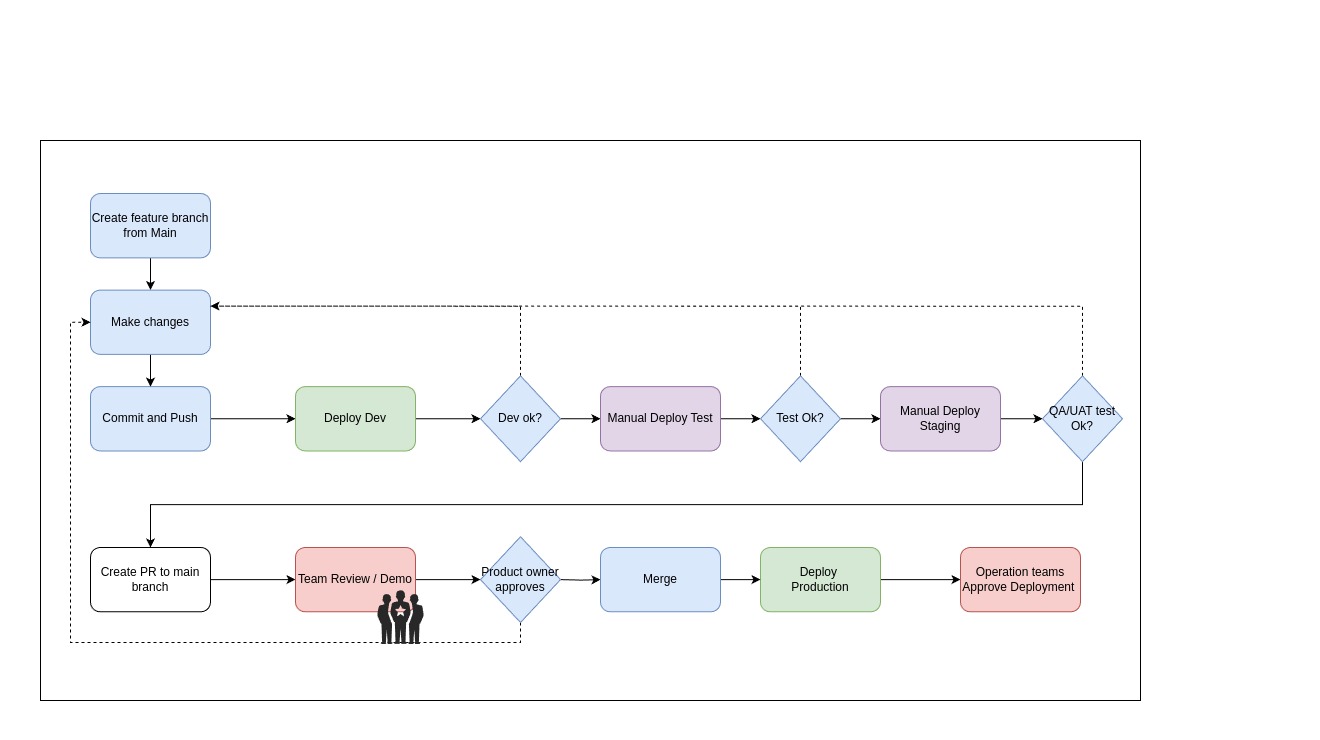 Create feature branch
from Main
Make changes
Commit and Push
Deploy Dev
Dev ok?
Manual Deploy Test
Test Ok?
Manual Deploy
Staging
QA/UAT test
Ok?
Create PR to main
branch
Team Review / Demo
Product owner
approves
Merge
Deploy
Production
Operation teams
Approve Deployment